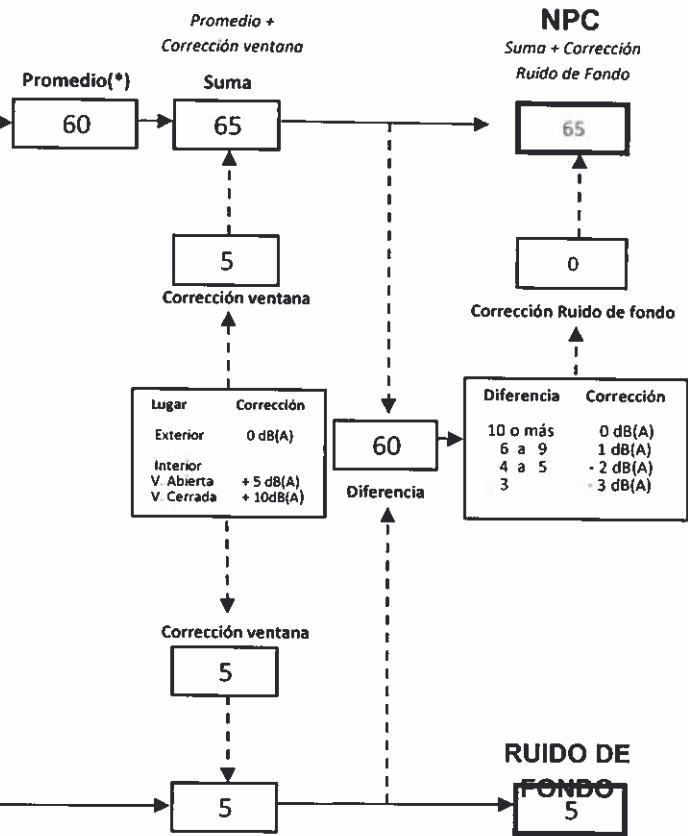 Promedio +
Corrección ventana
NPC
Suma + Corrección
Ruido de Fondo
Promedio(*)
Suma
60
65
65
5
0
Corrección ventana
Corrección Ruido de fondo
Lugar Corrección
Exterior 0 dB(A)
Interior
V. Abierta + 5 dB(A)
V. Cerrada + 10dB(A)
60
Diferencia
Diferencia Corrección
10 o más 0 dB(A)
6 a 9 1 dB(A)
4 a 5 - 2 dB(A)
3 - 3 dB(A)
Corrección ventana
5
RUIDO DE
FONDO
5
5